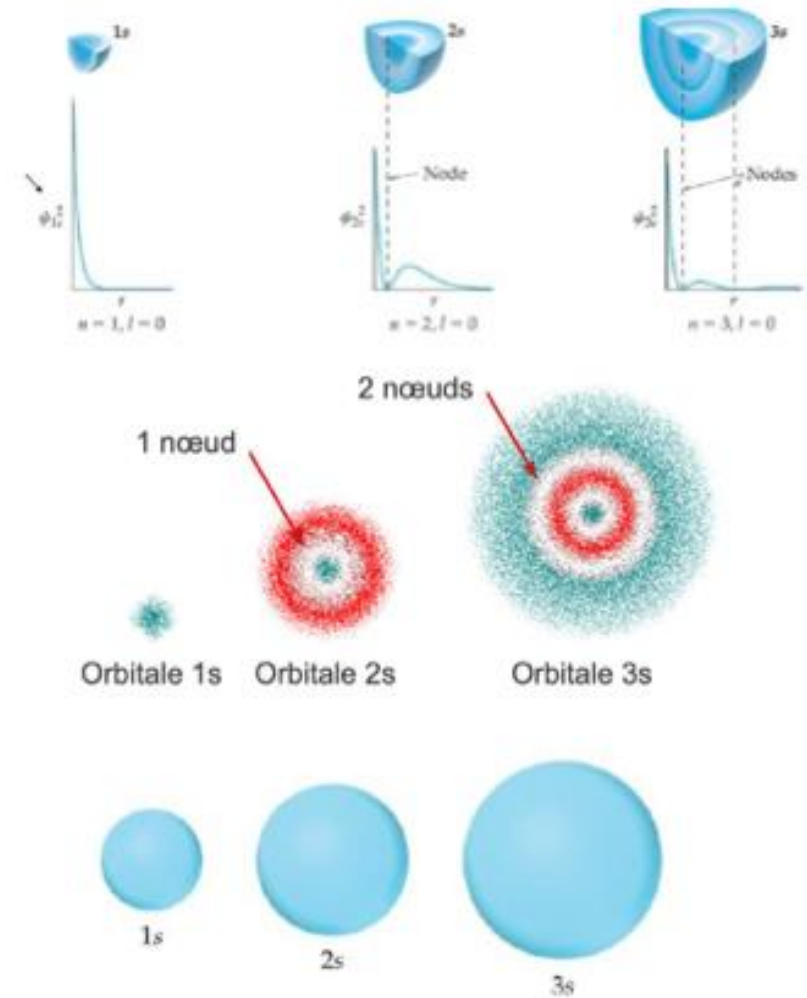 1s
2s
3s
Node
Nodes
r
r
r
n = 1, l = 0
n = 2, l = 0
n = 3, l = 0
2 nœuds
1 nœud
Orbitale 1s
Orbitale 2s
Orbitale 3s
1s
2s
3s